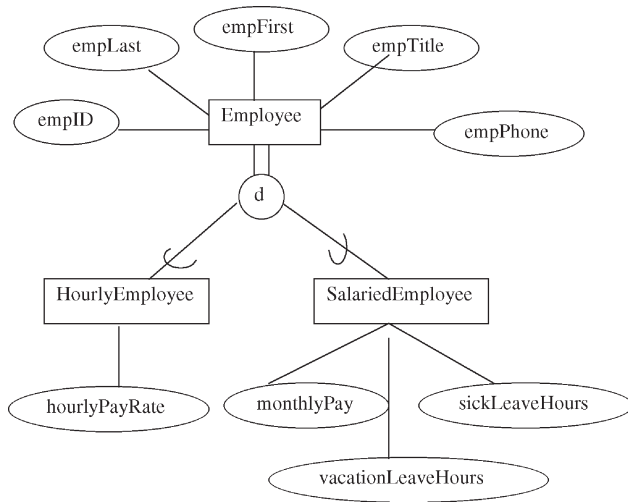 empFirst
empLast
empTitle
empID
Employee
empPhone
d
HourlyEmployee
SalariedEmployee
hourlyPayRate
monthlyPay
sickLeaveHours
vacationLeaveHours